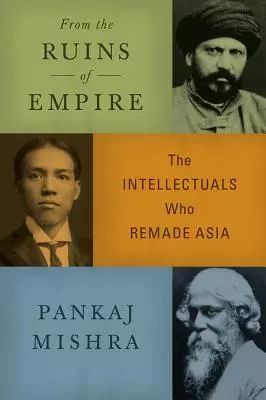 From the
RUINS of
EMPIRE
The
INTELLECTUALS
Who
REMADE ASIA
PANKAJ
MISHRA